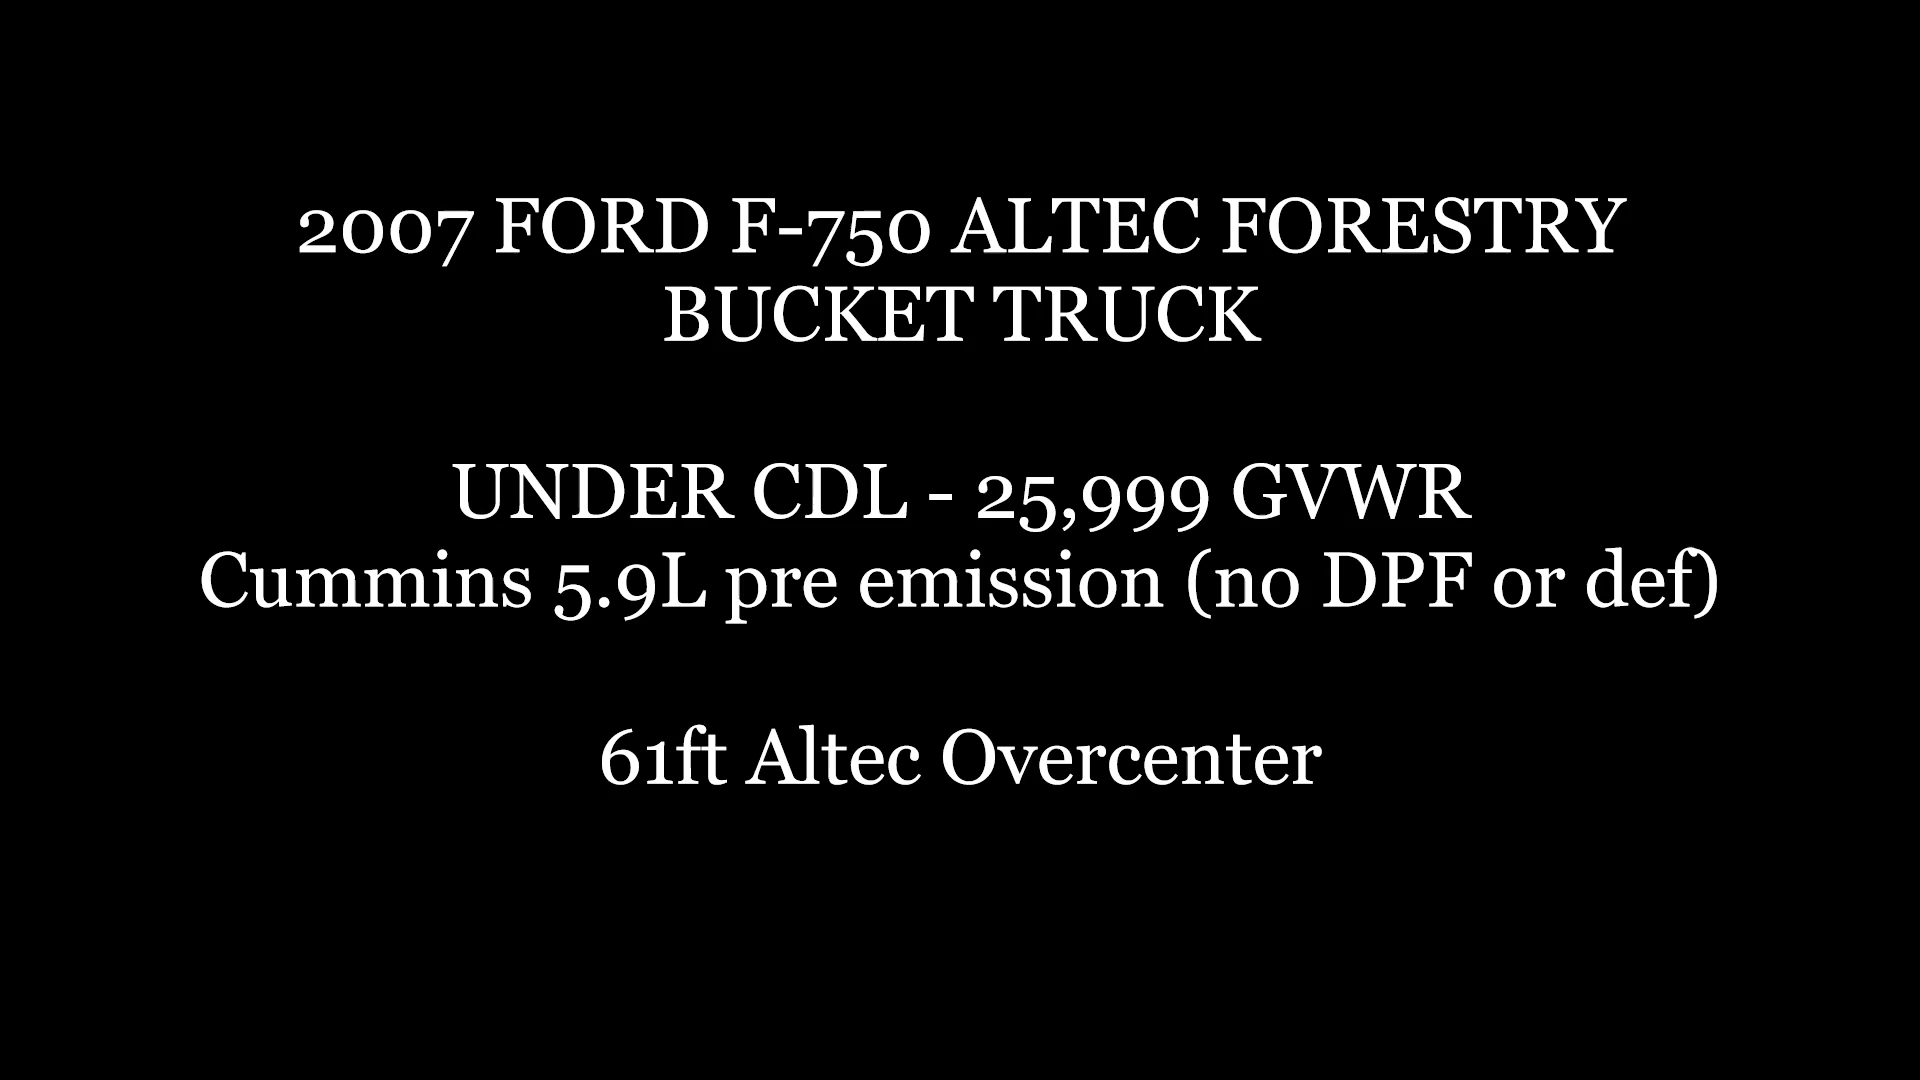 2007 FORD F-750 ALTEC FORESTRY
BUCKET TRUCK
UNDER CDL - 25,999 GVWR
Cummins 5.9L pre emission (no DPF or def)
61ft Altec Overcenter